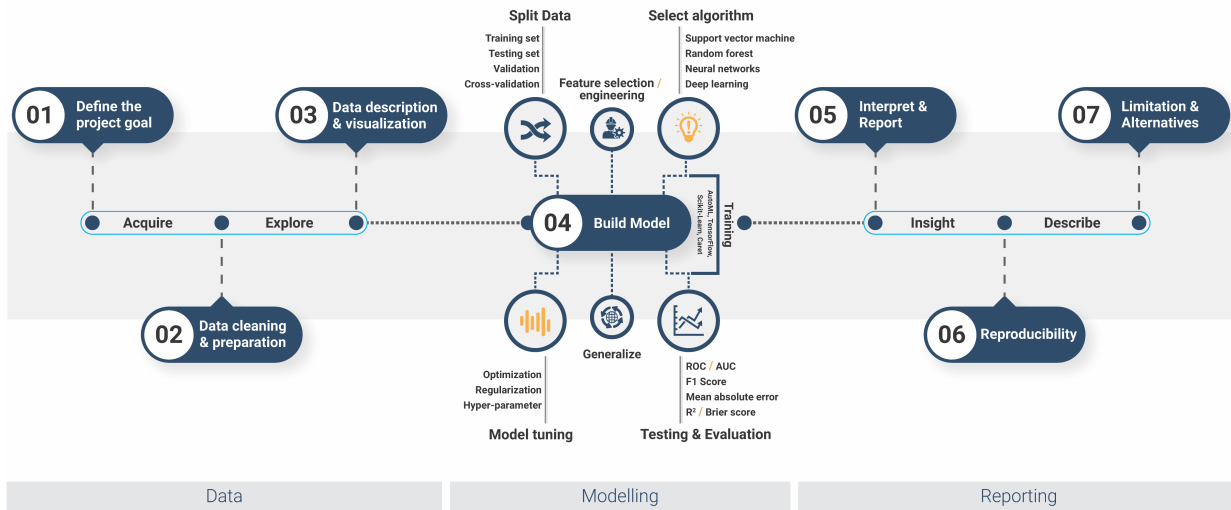 01
Define the
project goal
03
Data description
& visualization
Acquire
Explore
02
Data cleaning
& preparation
Split Data
Training set
Testing set
Validation
Cross-validation
Feature selection /
engineering
Select algorithm
Support vector machine
Random forest
Neural networks
Deep learning
04
Build Model
Training
AutoML, TensorFlow,
Scikit-Learn, Caret
Optimization
Regularization
Hyper-parameter
Model tuning
Generalize
ROC / AUC
F1 Score
Mean absolute error
R² / Brier score
Testing & Evaluation
05
Interpret &
Report
07
Limitation &
Alternatives
Insight
Describe
06
Reproducibility
Data
Modelling
Reporting